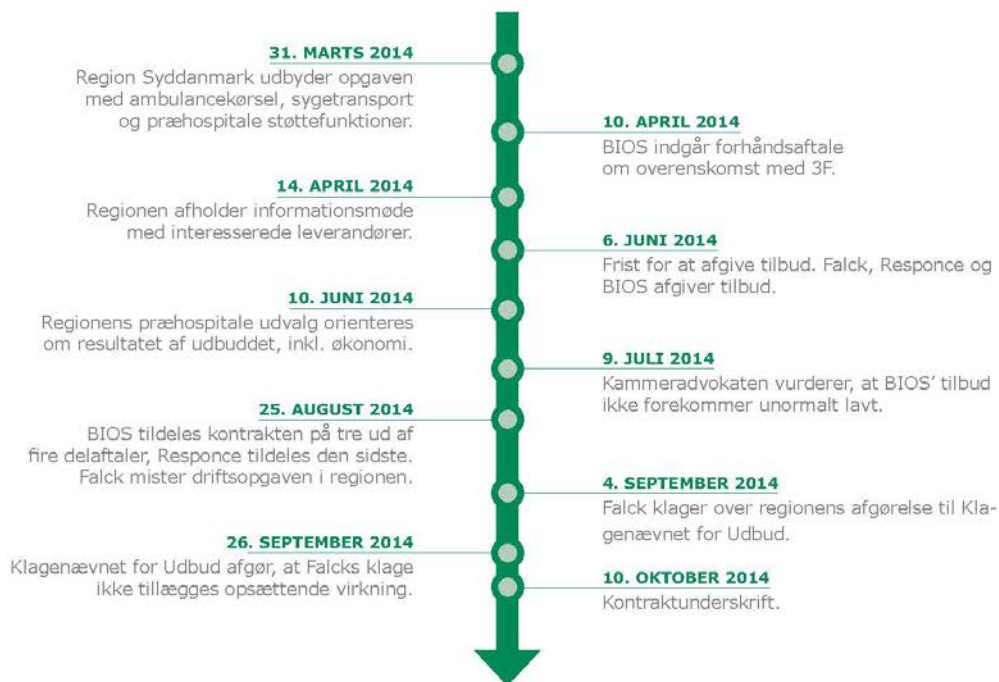 31. MARTS 2014
Region Syddanmark udbyder opgaven
med ambulancekørsel, sygetransport
og præhospitale støttefunktioner.
10. APRIL 2014
BIOS indgår forhåndsaftale
om overenskomst med 3F.
14. APRIL 2014
Regionen afholder informationsmøde
med interesserede leverandører.
6. JUNI 2014
Frist for at afgive tilbud. Falck, Responce og
BIOS afgiver tilbud.
10. JUNI 2014
Regionens præhospitale udvalg orienteres
om resultatet af udbuddet, inkl. økonomi.
9. JULI 2014
Kammeradvokaten vurderer, at BIOS’ tilbud
ikke forekommer unormalt lavt.
25. AUGUST 2014
BIOS tildeles kontrakten på tre ud af
fire delaftaler, Responce tildeles den sidste.
Falck mister driftsopgaven i regionen.
4. SEPTEMBER 2014
Falck klager over regionens afgørelse til Kla-
genævnet for Udbud.
26. SEPTEMBER 2014
Klagenævnet for Udbud afgør, at Falcks klage
ikke tillægges opsættende virkning.
10. OKTOBER 2014
Kontraktunderskrift.